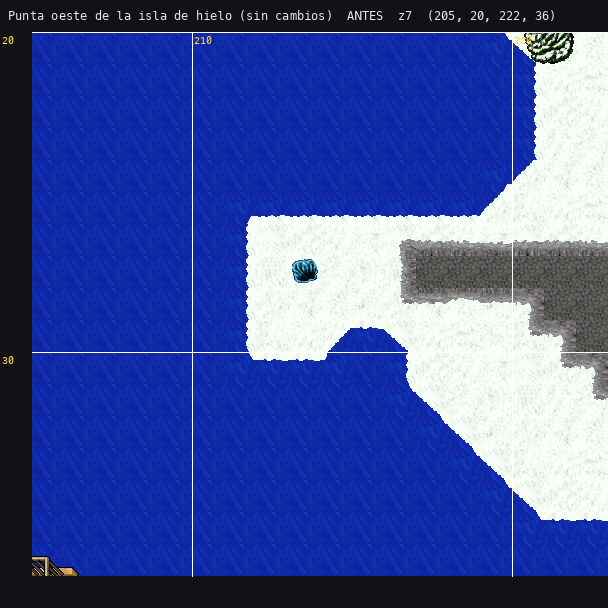 Punta oeste de la isla de hielo (sin cambios)  ANTES  z7  (205, 20, 222, 36)
20
210
30